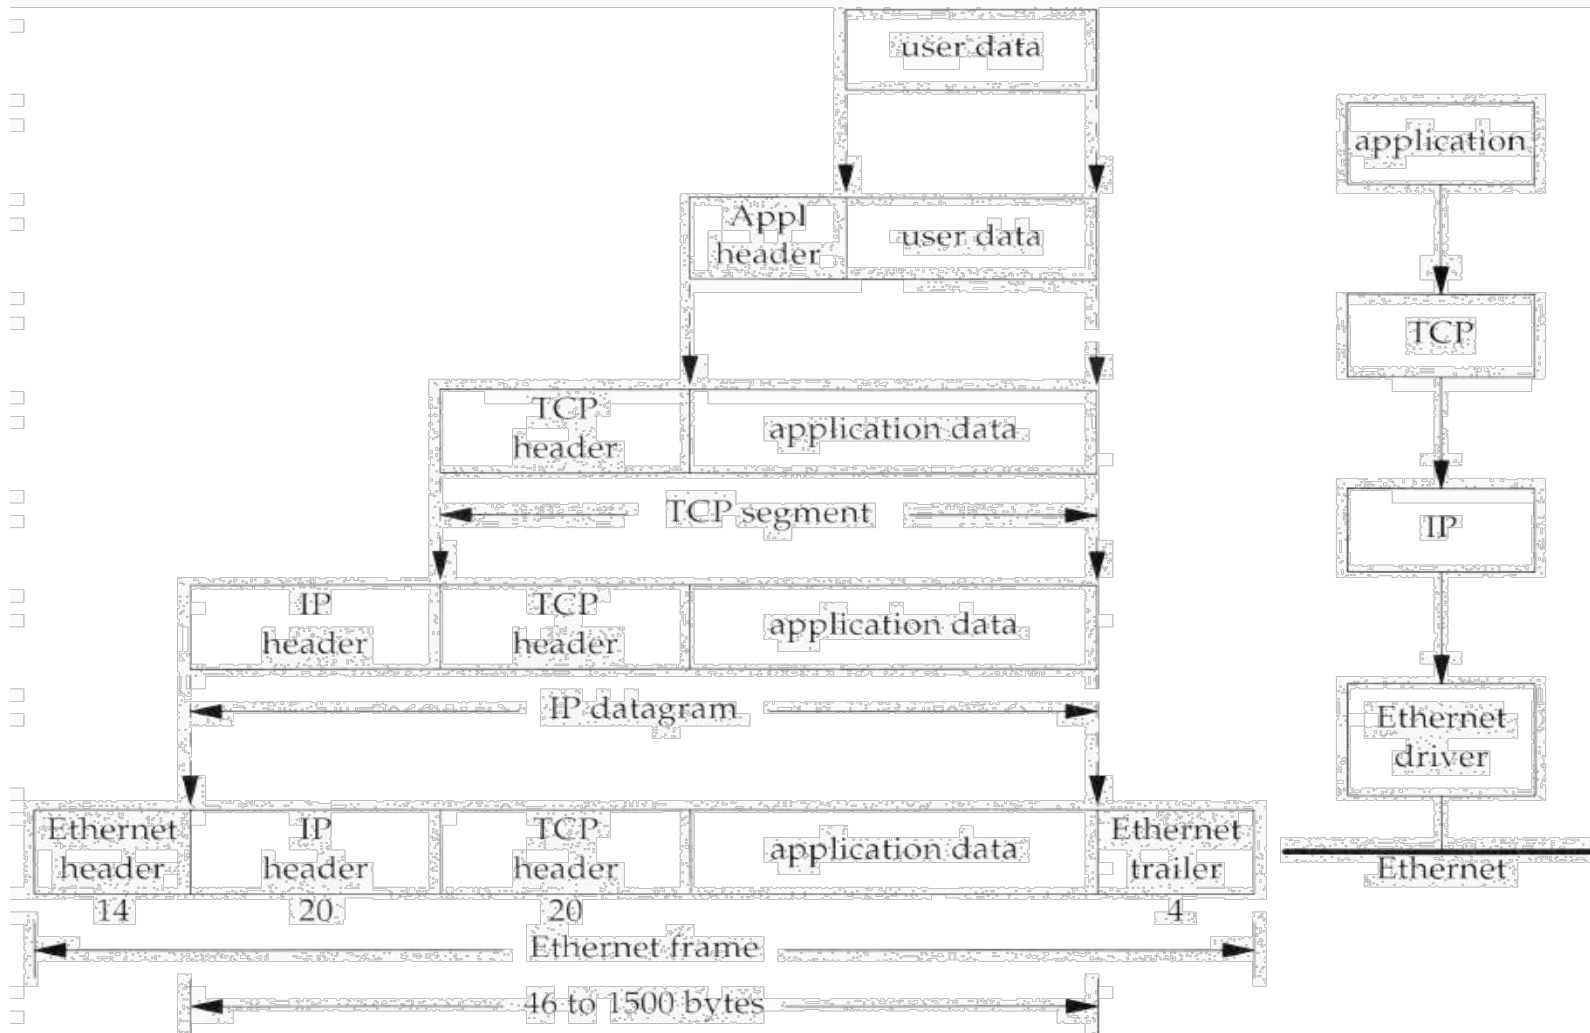 user data
application
Appl
header
user data
TCP
TCP
header
application data
TCP segment
IP
IP
header
TCP
header
application data
IP datagram
Ethernet
driver
Ethernet
header
IP
header
TCP
header
application data
Ethernet
trailer
Ethernet
14
20
20
4
Ethernet frame
46 to 1500 bytes